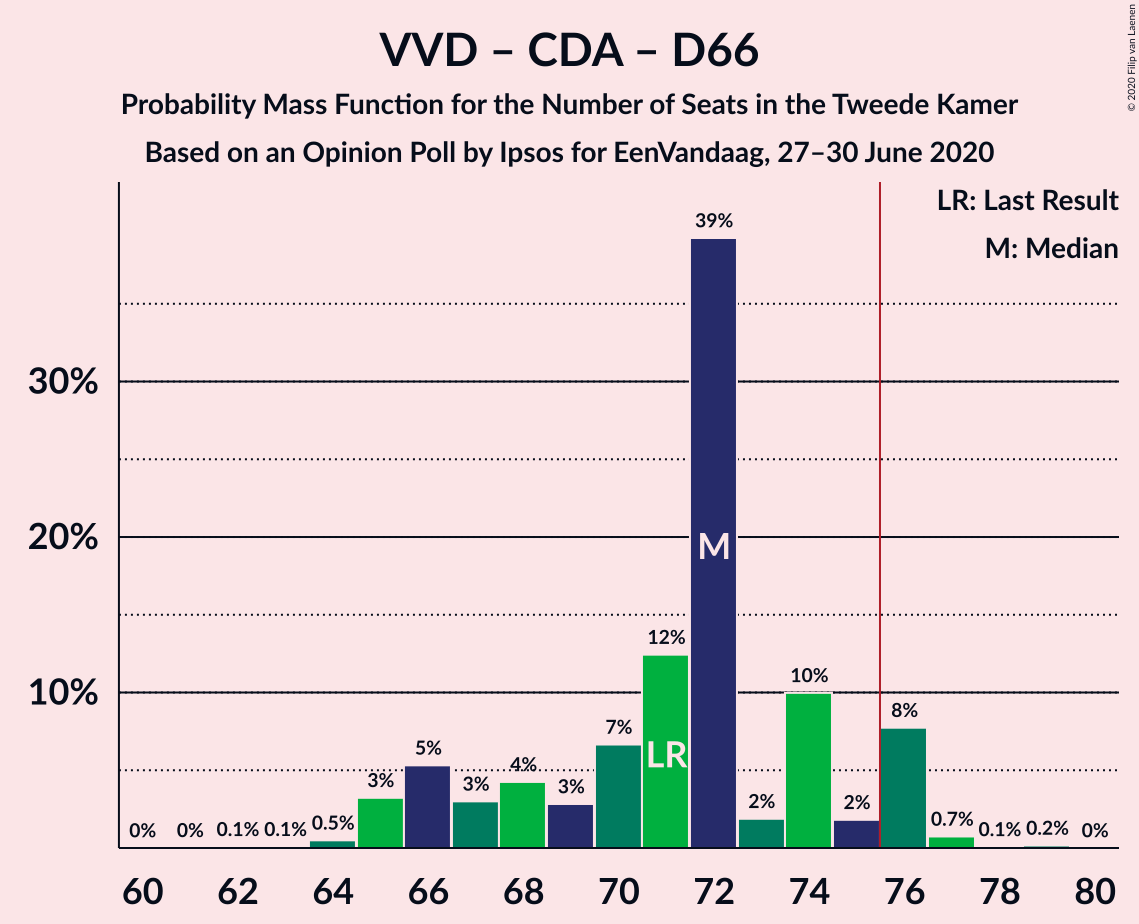 VVD – CDA – D66
Probability Mass Function for the Number of Seats in the Tweede Kamer
Based on an Opinion Poll by Ipsos for EenVandaag, 27–30 June 2020
© 2020 Filip van Laenen
LR: Last Result
M: Median
39%
30%
20%
M
12%
10%
10%
8%
7%
LR
5%
4%
3%
3%
3%
2%
2%
0%
0%
0.1%
0.1%
0.5%
0.7%
0.1%
0.2%
0%
60 62 64 66 68 70 72 74 76 78 80